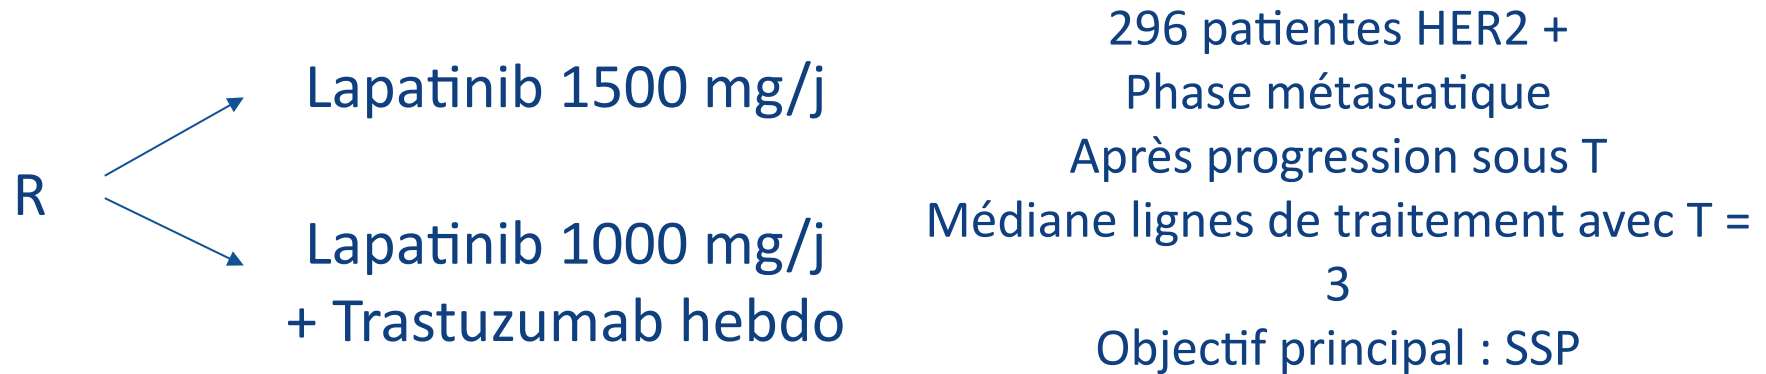 R
Lapatinib 1500 mg/j
Lapatinib 1000 mg/j
+ Trastuzumab hebdo
296 patientes HER2 +
Phase métastatique
Après progression sous T
Médiane lignes de traitement avec T =
3
Objectif principal : SSP